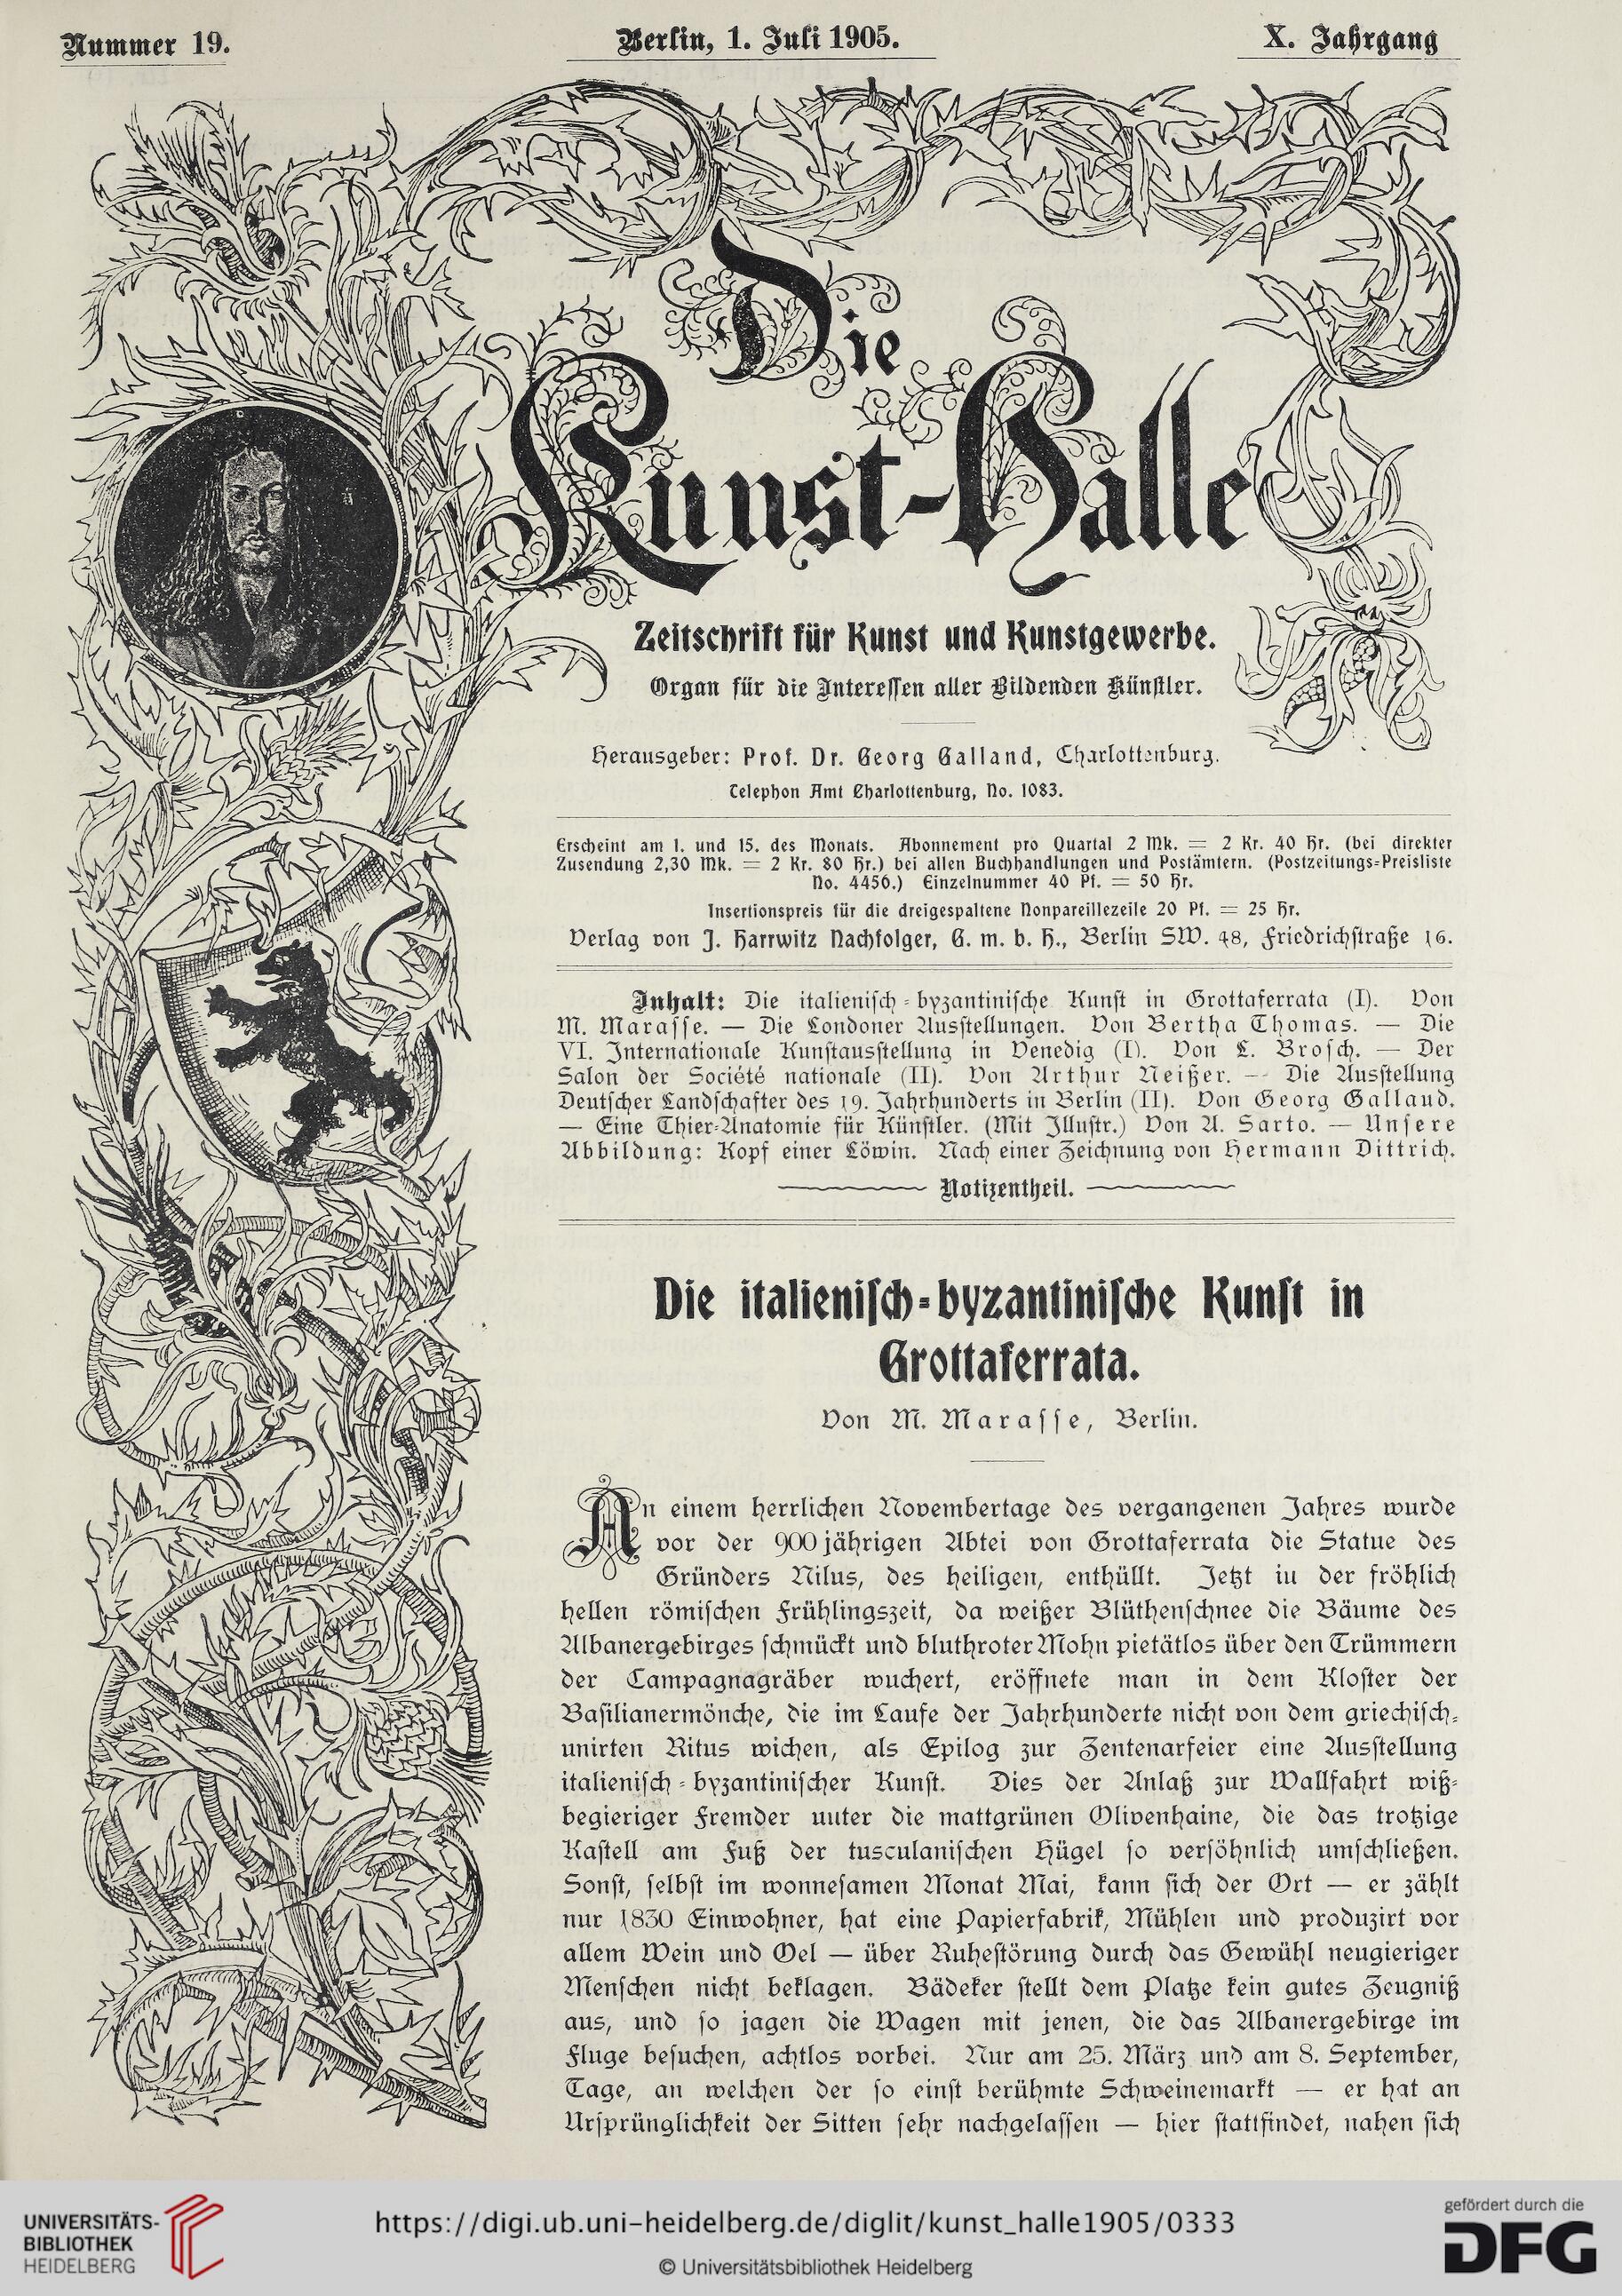 Nummer 19.
Berlin, 1. Juli 1905.
X. Jahrgang
Die
Kunst-Halle
Zeitschrift für Kunst und Kunstgewerbe.
Organ für die Interessen aller Bildenden Künstler.
Herausgeber: Prof. Dr. Georg Galland, Charlottenburg.
Telephon Amt Charlottenburg, No. 1083.
Erscheint am 1. und 15. des Monats. Abonnement pro Quartal 2 Mk. = 2 Kr. 40 Hr. (bei direkter
Zusendung 2,30 Mk. = 2 Kr. 80 Hr.) bei allen Buchhandlungen und Postämtern. (Postzeitungs-Preisliste
No. 4456.) Einzelnummer 40 Pf. = 50 Hr.
Insertionspreis für die dreigespaltene Nonpareillezeile 20 Pf. = 25 Hr.
Verlag von J. Harrwitz Nachfolger, G. m. b. H., Berlin SW. 48, Friedrichstraße 16.
Inhalt: Die italienisch-byzantinische Kunst in Grottaferrata (I). Von
M. Marasse. — Die Londoner Ausstellungen. Von Bertha Thomas. — Die
VI. Internationale Kunstausstellung in Venedig (I). Von L. Brosch. — Der
Salon der Société nationale (II). Von Arthur Neißer. — Die Ausstellung
Deutscher Landschafter des 19. Jahrhunderts in Berlin (II). Von Georg Galland.
— Eine Thier-Anatomie für Künstler. (Mit Illustr.) Von A. Sarto. — Unsere
Abbildung: Kopf einer Löwin. Nach einer Zeichnung von Hermann Dittrich.
Notizentheil.
Die italienisch-byzantinische Kunst in
Grottaferrata.
Von M. Marasse, Berlin.
An einem herrlichen Novembertage des vergangenen Jahres wurde
vor der 900jährigen Abtei von Grottaferrata die Statue des
Gründers Nilus, des heiligen, enthüllt. Jetzt in der fröhlich
hellen römischen Frühlingszeit, da weißer Blüthenschnee die Bäume des
Albanergebirges schmückt und bluthroter Mohn pietätlos über den Trümmern
der Campagnagräber wuchert, eröffnete man in dem Kloster der
Basilianermönche, die im Laufe der Jahrhunderte nicht von dem griechisch-
unirten Ritus wichen, als Epilog zur Zentenarfeier eine Ausstellung
italienisch-byzantinischer Kunst. Dies der Anlaß zur Wallfahrt wiß-
begieriger Fremder unter die mattgrünen Olivenhaine, die das trotzige
Kastell am Fuß der tusculanischen Hügel so versöhnlich umschließen.
Sonst, selbst im wonnesamen Monat Mai, kann sich der Ort — er zählt
nur 1830 Einwohner, hat eine Papierfabrik, Mühlen und produzirt vor
allem Wein und Oel — über Ruhestörung durch das Gewühl neugieriger
Menschen nicht beklagen. Bädeker stellt dem Platze kein gutes Zeugniß
aus, und so jagen die Wagen mit jenen, die das Albanergebirge im
Fluge besuchen, achtlos vorbei. Nur am 25. März und am 8. September,
Tage, an welchen der so einst berühmte Schweinemarkt — er hat an
Ursprünglichkeit der Sitten sehr nachgelassen — hier stattfindet, nahen sich
UNIVERSITÄTS-
BIBLIOTHEK
HEIDELBERG
https://digi.ub.uni-heidelberg.de/diglit/kunst_halle1905/0333
© Universitätsbibliothek Heidelberg
gefördert durch die
DFG